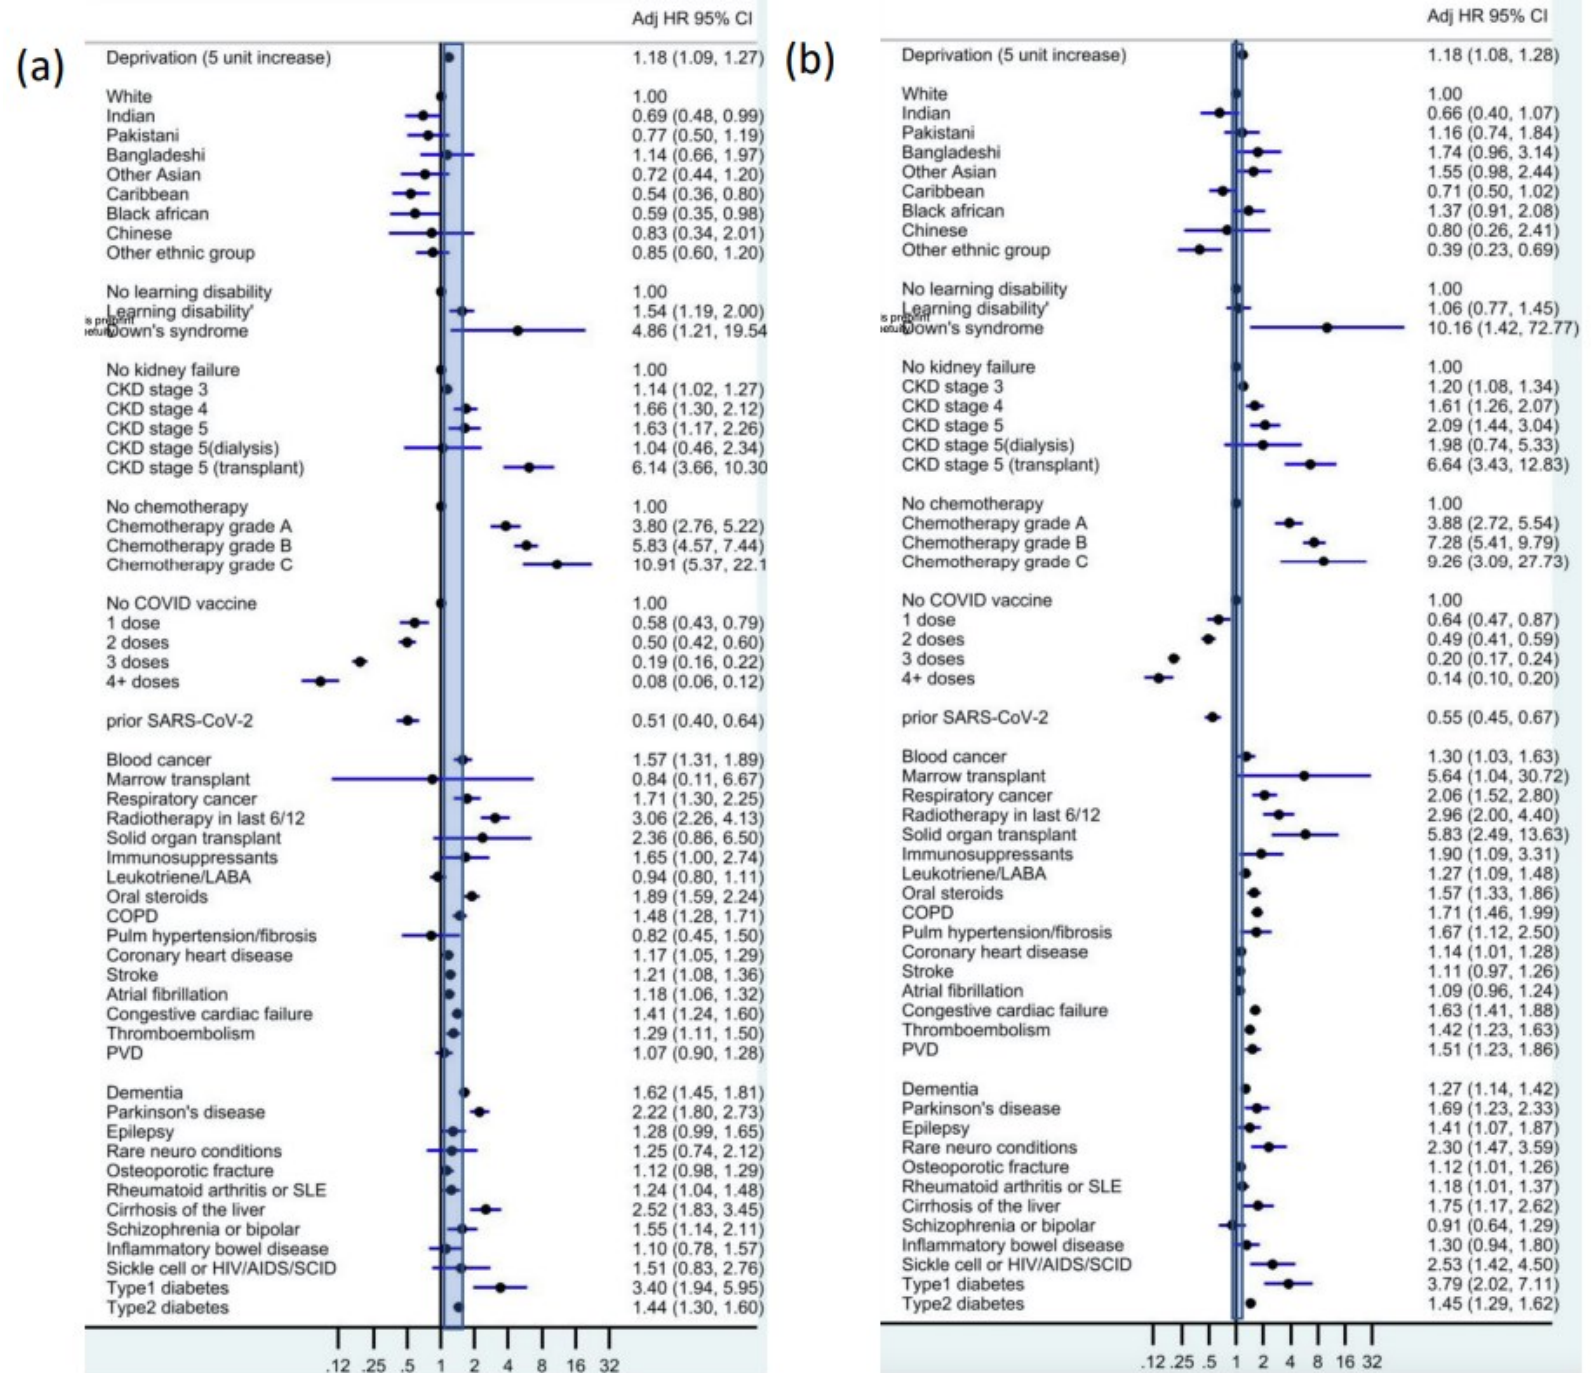 (a)
Adj HR 95% CI
Deprivation (5 unit increase) 1.18 (1.09, 1.27)
White 1.00
Indian 0.69 (0.48, 0.99)
Pakistani 0.77 (0.50, 1.19)
Bangladeshi 1.14 (0.66, 1.97)
Other Asian 0.72 (0.44, 1.20)
Caribbean 0.54 (0.36, 0.80)
Black african 0.59 (0.35, 0.98)
Chinese 0.83 (0.34, 2.01)
Other ethnic group 0.85 (0.60, 1.20)
No learning disability 1.00
Learning disability' 1.54 (1.19, 2.00)
is preprint
Down's syndrome 4.86 (1.21, 19.54
No kidney failure 1.00
CKD stage 3 1.14 (1.02, 1.27)
CKD stage 4 1.66 (1.30, 2.12)
CKD stage 5 1.63 (1.17, 2.26)
CKD stage 5(dialysis) 1.04 (0.46, 2.34)
CKD stage 5 (transplant) 6.14 (3.66, 10.30
No chemotherapy 1.00
Chemotherapy grade A 3.80 (2.76, 5.22)
Chemotherapy grade B 5.83 (4.57, 7.44)
Chemotherapy grade C 10.91 (5.37, 22.1
No COVID vaccine 1.00
1 dose 0.58 (0.43, 0.79)
2 doses 0.50 (0.42, 0.60)
3 doses 0.19 (0.16, 0.22)
4+ doses 0.08 (0.06, 0.12)
prior SARS-CoV-2 0.51 (0.40, 0.64)
Blood cancer 1.57 (1.31, 1.89)
Marrow transplant 0.84 (0.11, 6.67)
Respiratory cancer 1.71 (1.30, 2.25)
Radiotherapy in last 6/12 3.06 (2.26, 4.13)
Solid organ transplant 2.36 (0.86, 6.50)
Immunosuppressants 1.65 (1.00, 2.74)
Leukotriene/LABA 0.94 (0.80, 1.11)
Oral steroids 1.89 (1.59, 2.24)
COPD 1.48 (1.28, 1.71)
Pulm hypertension/fibrosis 0.82 (0.45, 1.50)
Coronary heart disease 1.17 (1.05, 1.29)
Stroke 1.21 (1.08, 1.36)
Atrial fibrillation 1.18 (1.06, 1.32)
Congestive cardiac failure 1.41 (1.24, 1.60)
Thromboembolism 1.29 (1.11, 1.50)
PVD 1.07 (0.90, 1.28)
Dementia 1.62 (1.45, 1.81)
Parkinson's disease 2.22 (1.80, 2.73)
Epilepsy 1.28 (0.99, 1.65)
Rare neuro conditions 1.25 (0.74, 2.12)
Osteoporotic fracture 1.12 (0.98, 1.29)
Rheumatoid arthritis or SLE 1.24 (1.04, 1.48)
Cirrhosis of the liver 2.52 (1.83, 3.45)
Schizophrenia or bipolar 1.55 (1.14, 2.11)
Inflammatory bowel disease 1.10 (0.78, 1.57)
Sickle cell or HIV/AIDS/SCID 1.51 (0.83, 2.76)
Type1 diabetes 3.40 (1.94, 5.95)
Type2 diabetes 1.44 (1.30, 1.60)
.12 .25 .5 1 2 4 8 16 32
(b)
Adj HR 95% CI
Deprivation (5 unit increase) 1.18 (1.08, 1.28)
White 1.00
Indian 0.66 (0.40, 1.07)
Pakistani 1.16 (0.74, 1.84)
Bangladeshi 1.74 (0.96, 3.14)
Other Asian 1.55 (0.98, 2.44)
Caribbean 0.71 (0.50, 1.02)
Black african 1.37 (0.91, 2.08)
Chinese 0.80 (0.26, 2.41)
Other ethnic group 0.39 (0.23, 0.69)
No learning disability 1.00
Learning disability' 1.06 (0.77, 1.45)
is preprint
Down's syndrome 10.16 (1.42, 72.77)
No kidney failure 1.00
CKD stage 3 1.20 (1.08, 1.34)
CKD stage 4 1.61 (1.26, 2.07)
CKD stage 5 2.09 (1.44, 3.04)
CKD stage 5(dialysis) 1.98 (0.74, 5.33)
CKD stage 5 (transplant) 6.64 (3.43, 12.83)
No chemotherapy 1.00
Chemotherapy grade A 3.88 (2.72, 5.54)
Chemotherapy grade B 7.28 (5.41, 9.79)
Chemotherapy grade C 9.26 (3.09, 27.73)
No COVID vaccine 1.00
1 dose 0.64 (0.47, 0.87)
2 doses 0.49 (0.41, 0.59)
3 doses 0.20 (0.17, 0.24)
4+ doses 0.14 (0.10, 0.20)
prior SARS-CoV-2 0.55 (0.45, 0.67)
Blood cancer 1.30 (1.03, 1.63)
Marrow transplant 5.64 (1.04, 30.72)
Respiratory cancer 2.06 (1.52, 2.80)
Radiotherapy in last 6/12 2.96 (2.00, 4.40)
Solid organ transplant 5.83 (2.49, 13.63)
Immunosuppressants 1.90 (1.09, 3.31)
Leukotriene/LABA 1.27 (1.09, 1.48)
Oral steroids 1.57 (1.33, 1.86)
COPD 1.71 (1.46, 1.99)
Pulm hypertension/fibrosis 1.67 (1.12, 2.50)
Coronary heart disease 1.14 (1.01, 1.28)
Stroke 1.11 (0.97, 1.26)
Atrial fibrillation 1.09 (0.96, 1.24)
Congestive cardiac failure 1.63 (1.41, 1.88)
Thromboembolism 1.42 (1.23, 1.63)
PVD 1.51 (1.23, 1.86)
Dementia 1.27 (1.14, 1.42)
Parkinson's disease 1.69 (1.23, 2.33)
Epilepsy 1.41 (1.07, 1.87)
Rare neuro conditions 2.30 (1.47, 3.59)
Osteoporotic fracture 1.12 (1.01, 1.26)
Rheumatoid arthritis or SLE 1.18 (1.01, 1.37)
Cirrhosis of the liver 1.75 (1.17, 2.62)
Schizophrenia or bipolar 0.91 (0.64, 1.29)
Inflammatory bowel disease 1.30 (0.94, 1.80)
Sickle cell or HIV/AIDS/SCID 2.53 (1.42, 4.50)
Type1 diabetes 3.79 (2.02, 7.11)
Type2 diabetes 1.45 (1.29, 1.62)
.12 .25 .5 1 2 4 8 16 32